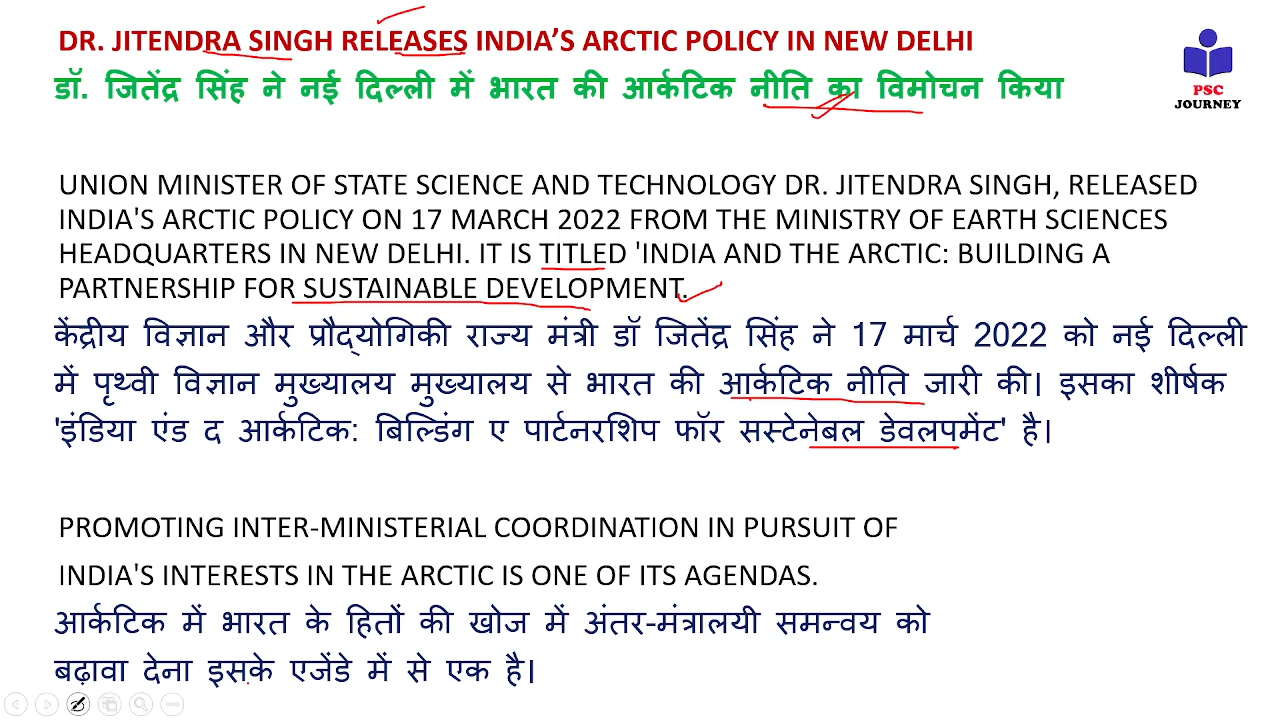 DR. JITENDRA SINGH RELEASES INDIA’S ARCTIC POLICY IN NEW DELHI
डॉ. जितेंद्र सिंह ने नई दिल्ली में भारत की आर्कटिक नीति का विमोचन किया
PSC
JOURNEY
UNION MINISTER OF STATE SCIENCE AND TECHNOLOGY DR. JITENDRA SINGH, RELEASED
INDIA'S ARCTIC POLICY ON 17 MARCH 2022 FROM THE MINISTRY OF EARTH SCIENCES
HEADQUARTERS IN NEW DELHI. IT IS TITLED 'INDIA AND THE ARCTIC: BUILDING A
PARTNERSHIP FOR SUSTAINABLE DEVELOPMENT.
केंद्रीय विज्ञान और प्रौद्योगिकी राज्य मंत्री डॉ जितेंद्र सिंह ने 17 मार्च 2022 को नई दिल्ली
में पृथ्वी विज्ञान मुख्यालय मुख्यालय से भारत की आर्कटिक नीति जारी की। इसका शीर्षक
'इंडिया एंड द आर्कटिक: बिल्डिंग ए पार्टनरशिप फॉर सस्टेनेबल डेवलपमेंट' है।
PROMOTING INTER-MINISTERIAL COORDINATION IN PURSUIT OF
INDIA'S INTERESTS IN THE ARCTIC IS ONE OF ITS AGENDAS.
आर्कटिक में भारत के हितों की खोज में अंतर-मंत्रालयी समन्वय को
बढ़ावा देना इसके एजेंडे में से एक है।